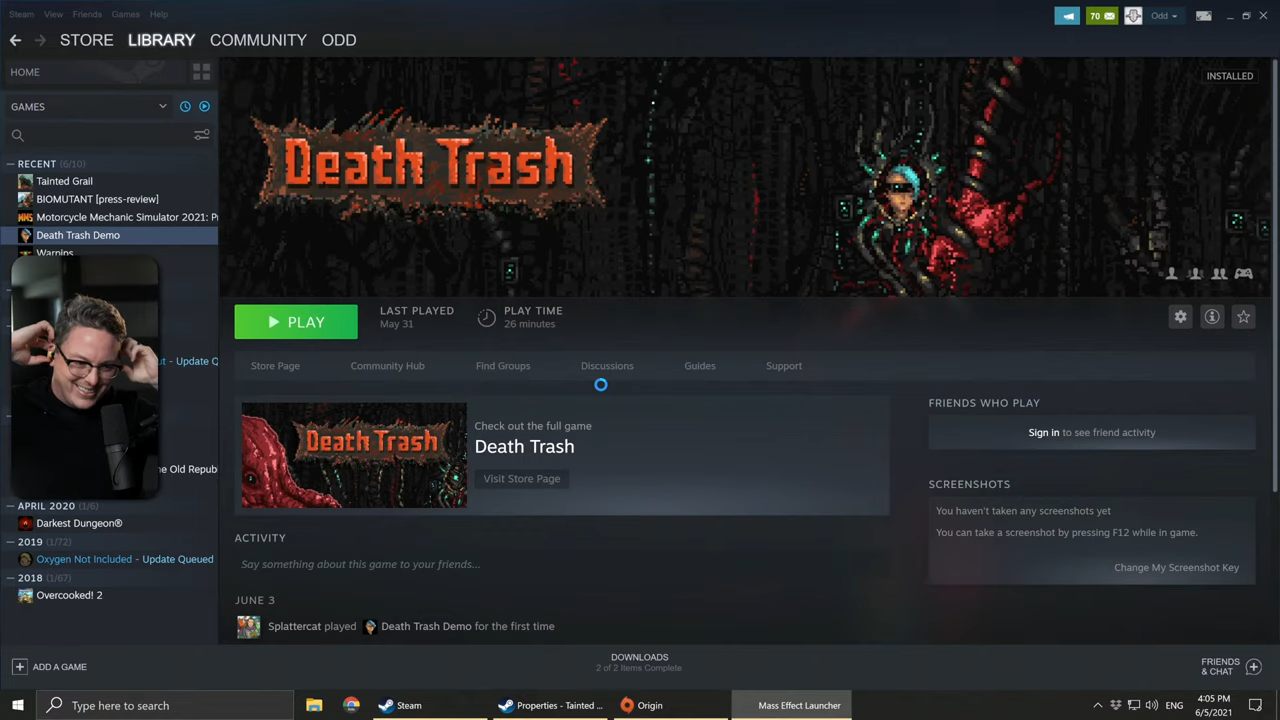 Steam View Friends Games Help
70
Odd
STORE LIBRARY COMMUNITY ODD
HOME
INSTALLED
GAMES
Death Trash
RECENT (6/10)
Tainted Grail
BIOMUTANT [press-review]
Motorcycle Mechanic Simulator 2021: P
Death Trash Demo
Warpips
PLAY
LAST PLAYED
May 31
PLAY TIME
26 minutes
- Update Q
Store Page Community Hub Find Groups Discussions Guides Support
Death Trash
Check out the full game
Death Trash
Visit Store Page
FRIENDS WHO PLAY
Sign in to see friend activity
he Old Repub
SCREENSHOTS
You haven't taken any screenshots yet
You can take a screenshot by pressing F12 while in game.
Change My Screenshot Key
APRIL 2020 (1/6)
Darkest Dungeon®
2019 (1/72)
Oxygen Not Included - Update Queued
2018 (1/67)
Overcooked! 2
ACTIVITY
Say something about this game to your friends...
JUNE 3
Splattercat played Death Trash Demo for the first time
ADD A GAME
DOWNLOADS
2 of 2 Items Complete
FRIENDS
& CHAT
Type here to search
Steam
Properties - Tainted ...
Origin
Mass Effect Launcher
ENG
4:05 PM
6/5/2021